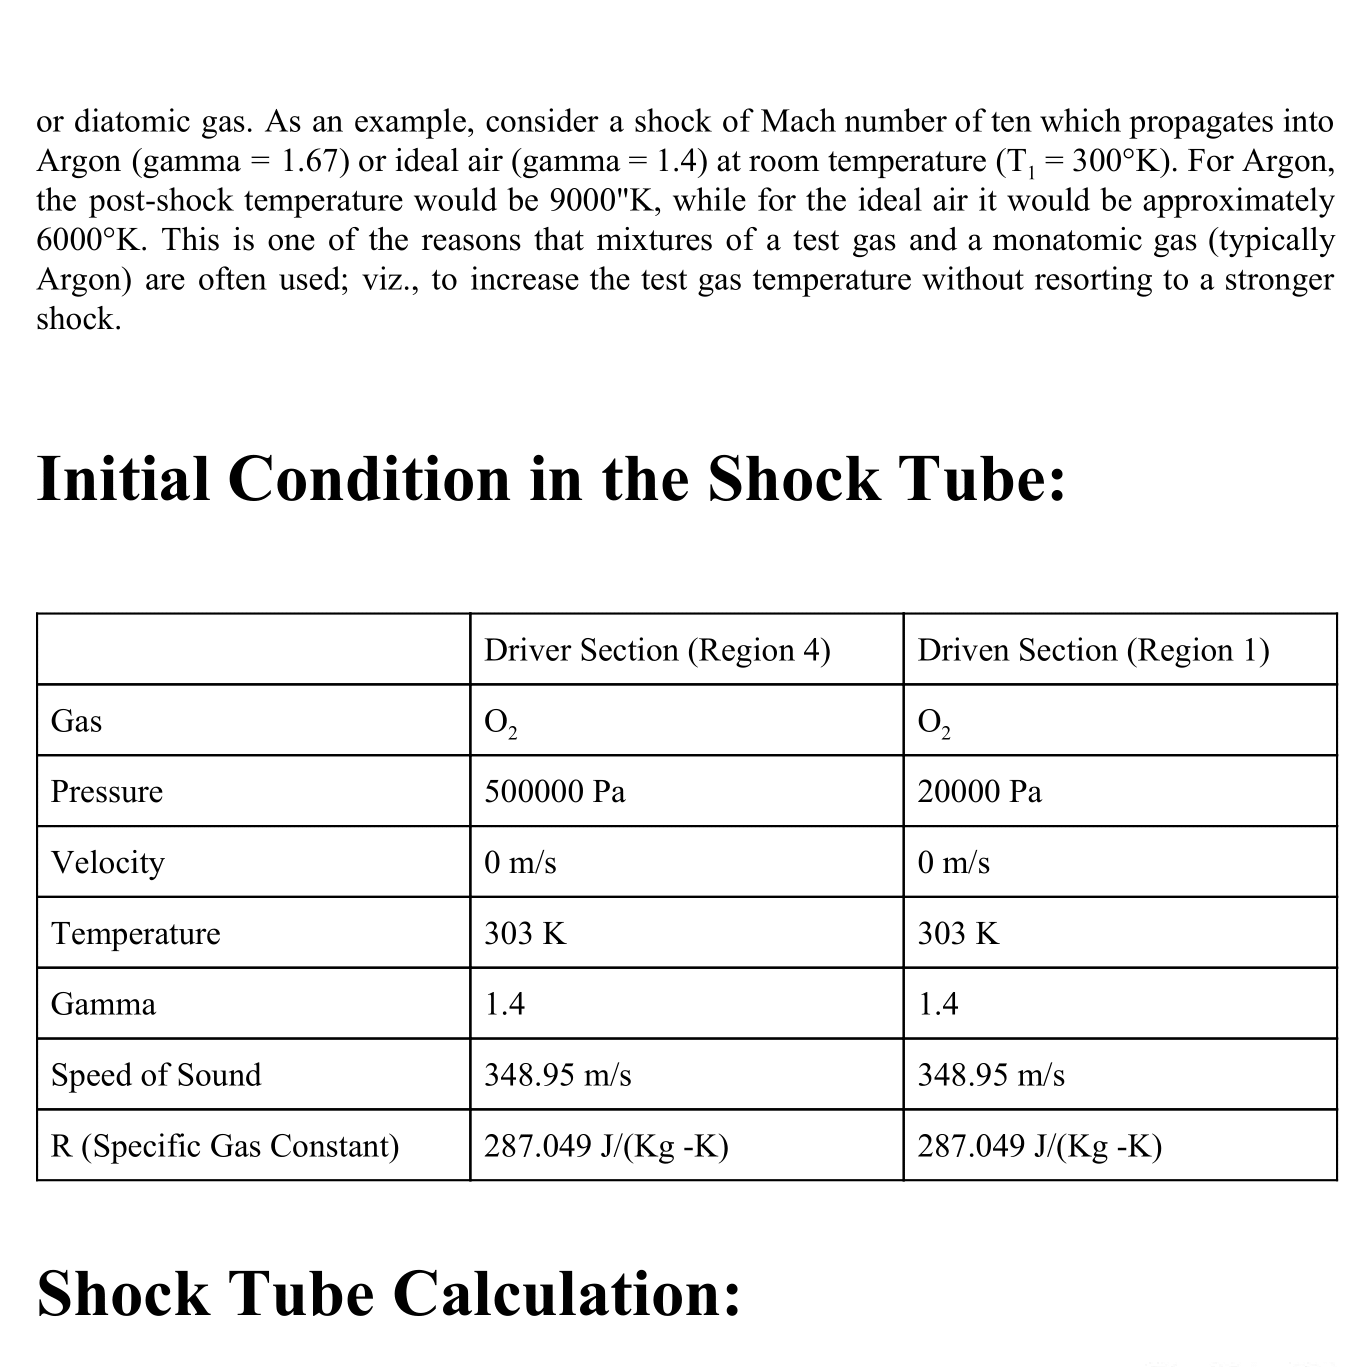 or diatomic gas. As an example, consider a shock of Mach number of ten which propagates into
Argon (gamma = 1.67) or ideal air (gamma = 1.4) at room temperature (T₁ = 300°K). For Argon,
the post-shock temperature would be 9000"K, while for the ideal air it would be approximately
6000°K. This is one of the reasons that mixtures of a test gas and a monatomic gas (typically
Argon) are often used; viz., to increase the test gas temperature without resorting to a stronger
shock.
Initial Condition in the Shock Tube:
Driver Section (Region 4) Driven Section (Region 1)
Gas O₂ O₂
Pressure 500000 Pa 20000 Pa
Velocity 0 m/s 0 m/s
Temperature 303 K 303 K
Gamma 1.4 1.4
Speed of Sound 348.95 m/s 348.95 m/s
R (Specific Gas Constant) 287.049 J/(Kg -K) 287.049 J/(Kg -K)
Shock Tube Calculation: